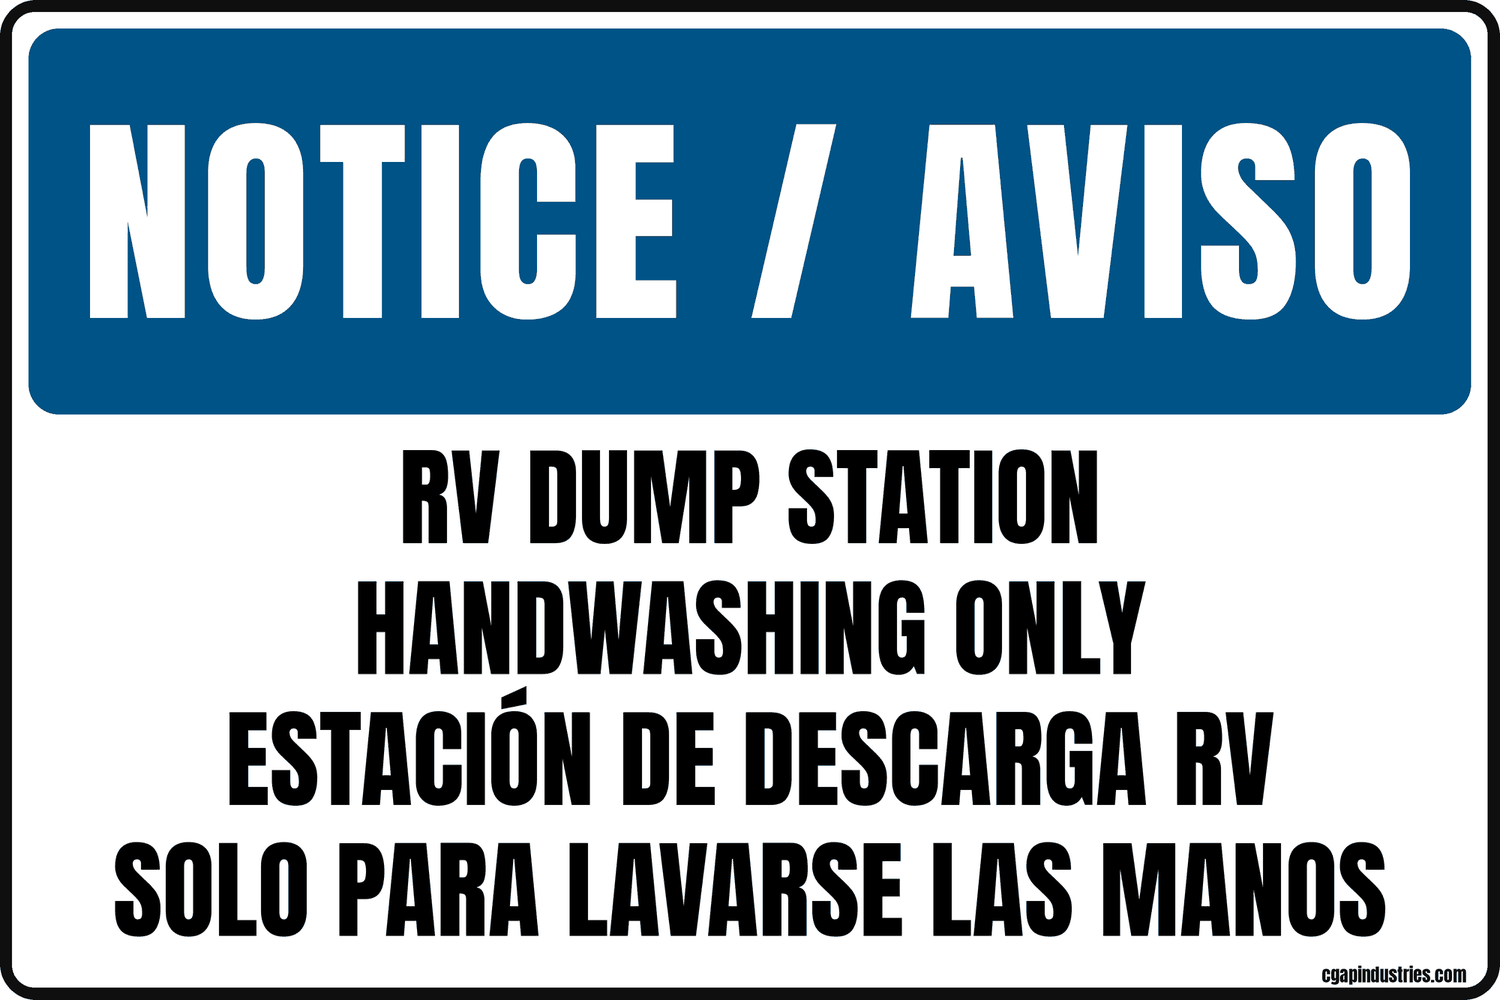 NOTICE / AVISO
RV DUMP STATION
HANDWASHING ONLY
ESTACIÓN DE DESCARGA RV
SOLO PARA LAVARSE LAS MANOS
cgapindustries.com